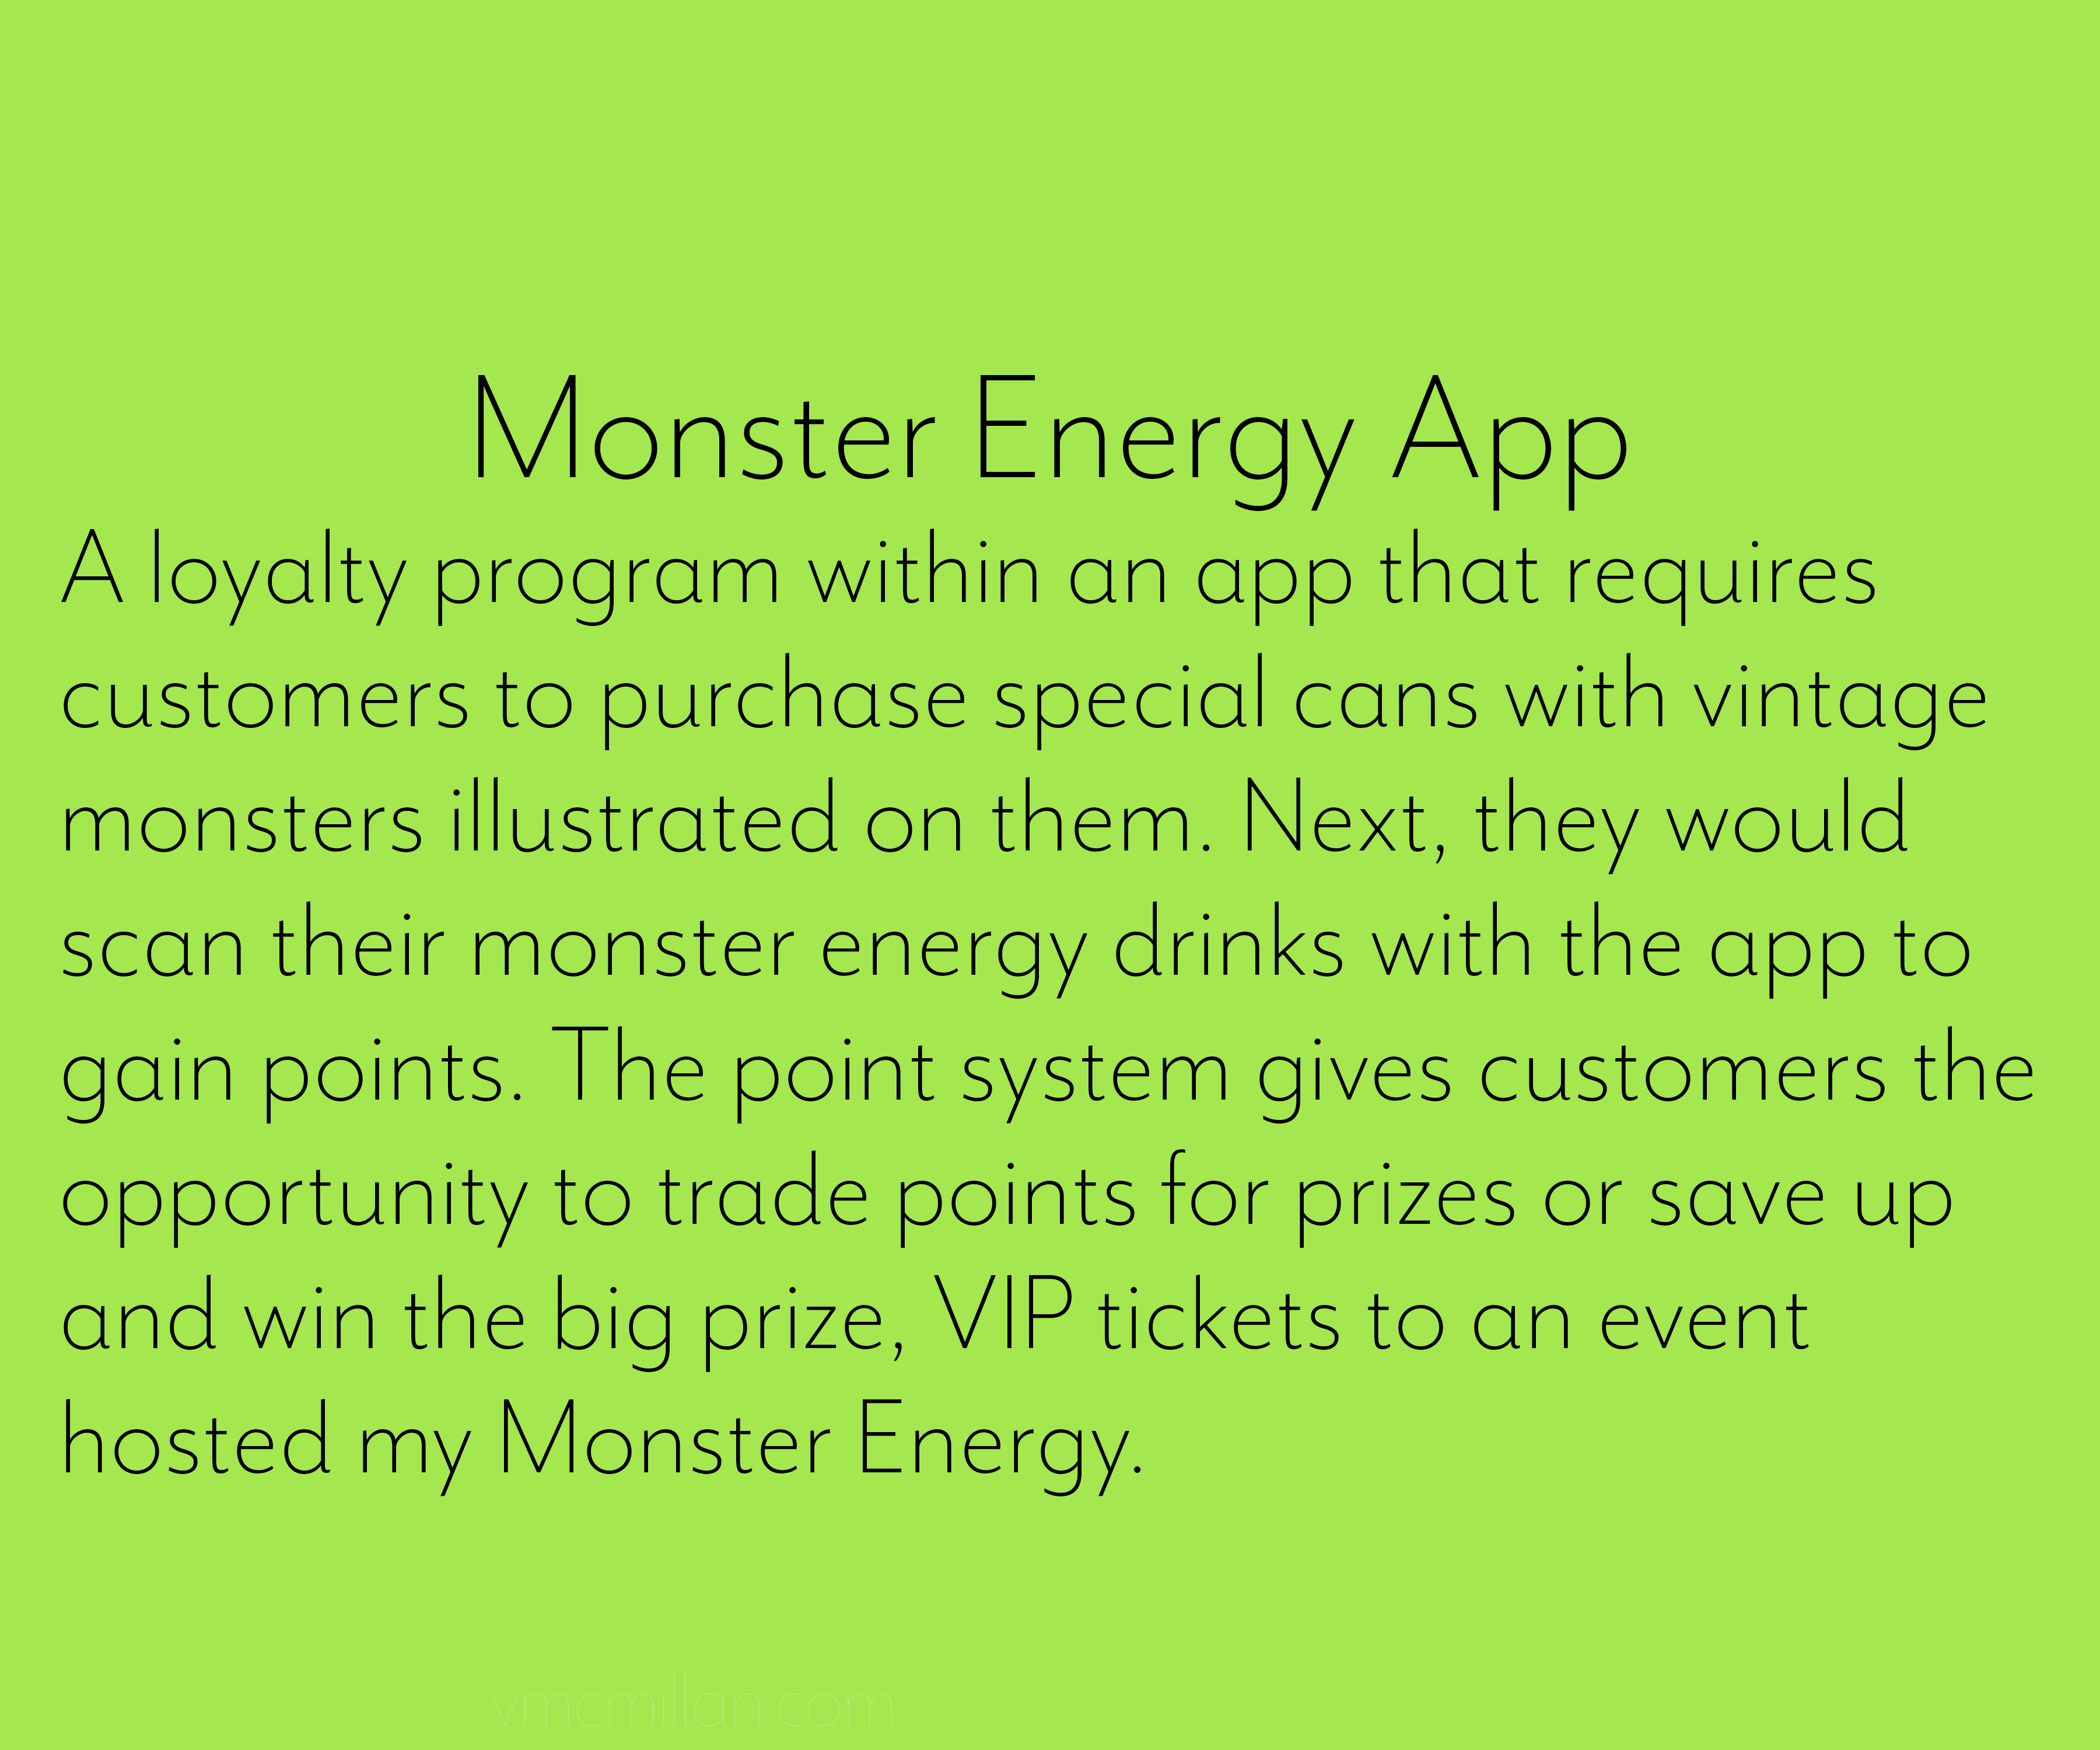 Monster Energy App
A loyalty program within an app that requires
customers to purchase special cans with vintage
monsters illustrated on them. Next, they would
scan their monster energy drinks with the app to
gain points. The point system gives customers the
opportunity to trade points for prizes or save up
and win the big prize, VIP tickets to an event
hosted my Monster Energy.
vmcmillan.com